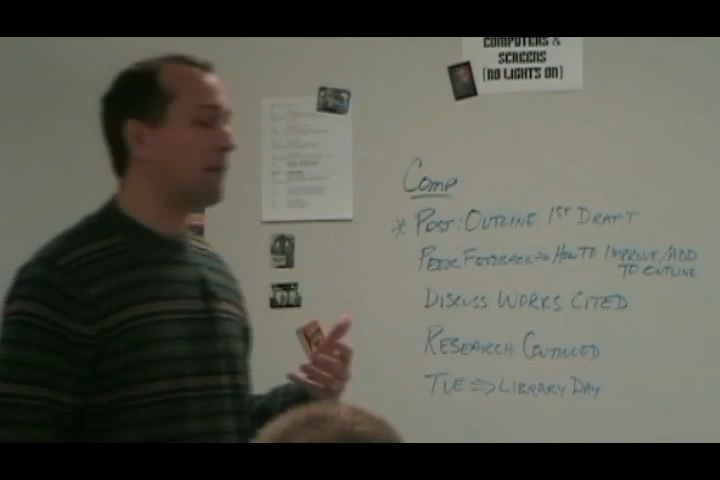 COMPUTERS &
SCREENS
(NO LIGHTS ON)
COMP
* POST: OUTLINE 1ST DRAFT
PEER FEEDBACK ⇒ HOW TO IMPROVE/ADD
TO OUTLINE
DISCUSS WORKS CITED
RESEARCH CONTINUED
TUE ⇒ LIBRARY DAY